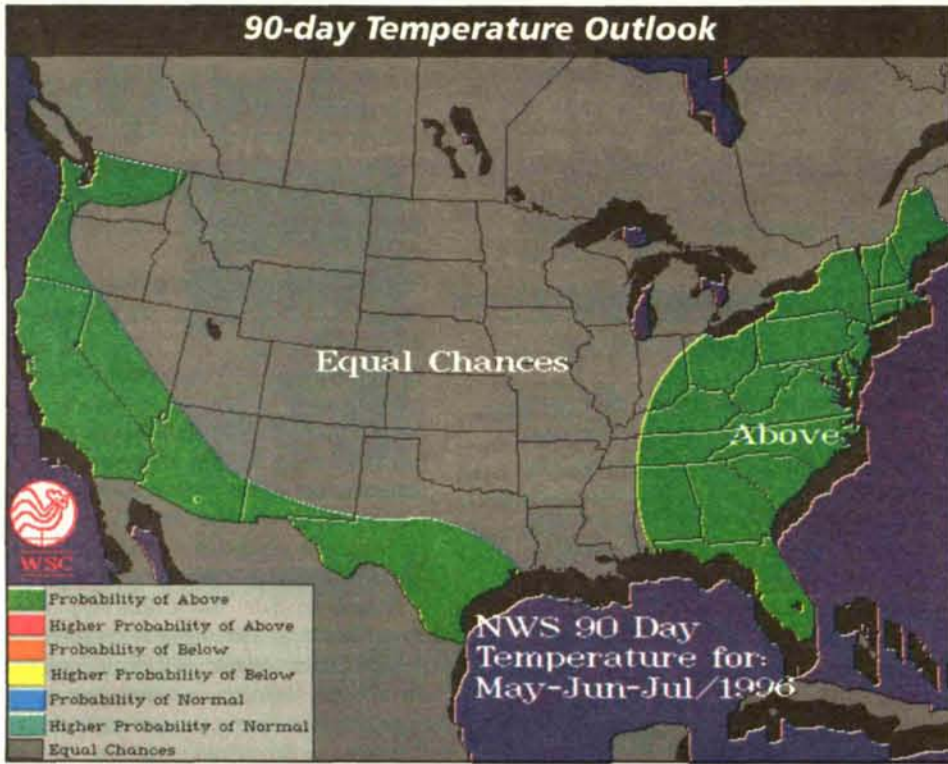 90-day Temperature Outlook
Equal Chances
Above
WSC
Probability of Above
Higher Probability of Above
Probability of Below
Higher Probability of Below
Probability of Normal
Higher Probability of Normal
Equal Chances
NWS 90 Day
Temperature for:
May-Jun-Jul/1996